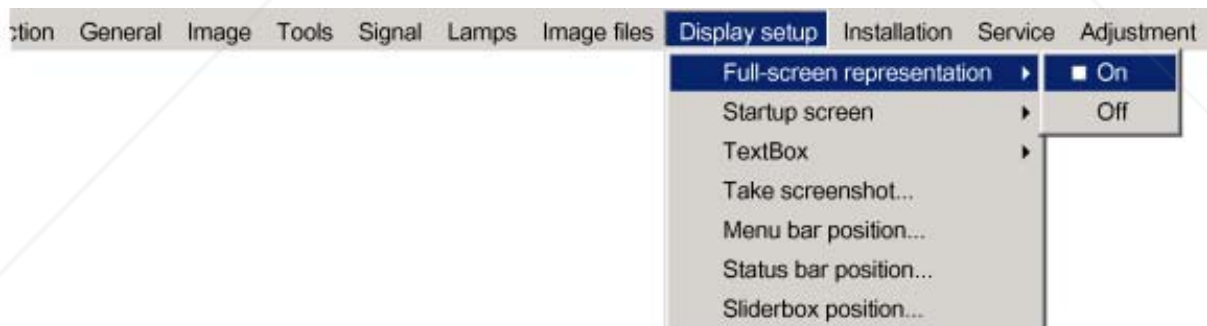 ction General Image Tools Signal Lamps Image files Display setup Installation Service Adjustment
Full-screen representation On
Startup screen Off
TextBox
Take screenshot...
Menu bar position...
Status bar position...
Sliderbox position...